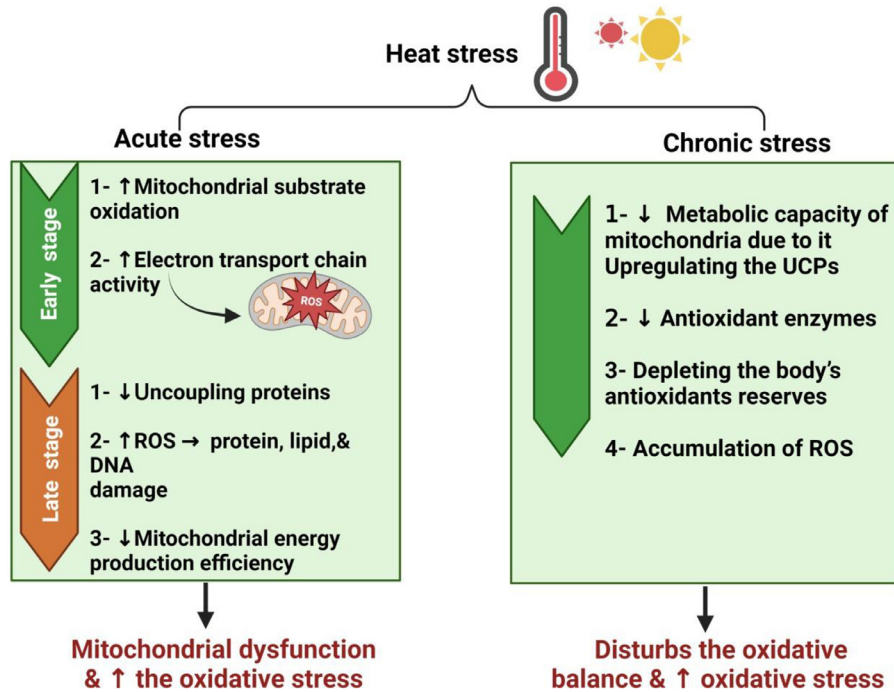 Heat stress
Acute stress
Early stage
1- ↑Mitochondrial substrate
oxidation
2- ↑Electron transport chain
activity
ROS
Late stage
1- ↓Uncoupling proteins
2- ↑ROS → protein, lipid,&
DNA
damage
3- ↓Mitochondrial energy
production efficiency
Mitochondrial dysfunction
& ↑ the oxidative stress
Chronic stress
1- ↓ Metabolic capacity of
mitochondria due to it
Upregulating the UCPs
2- ↓ Antioxidant enzymes
3- Depleting the body's
antioxidants reserves
4- Accumulation of ROS
Disturbs the oxidative
balance & ↑ oxidative stress